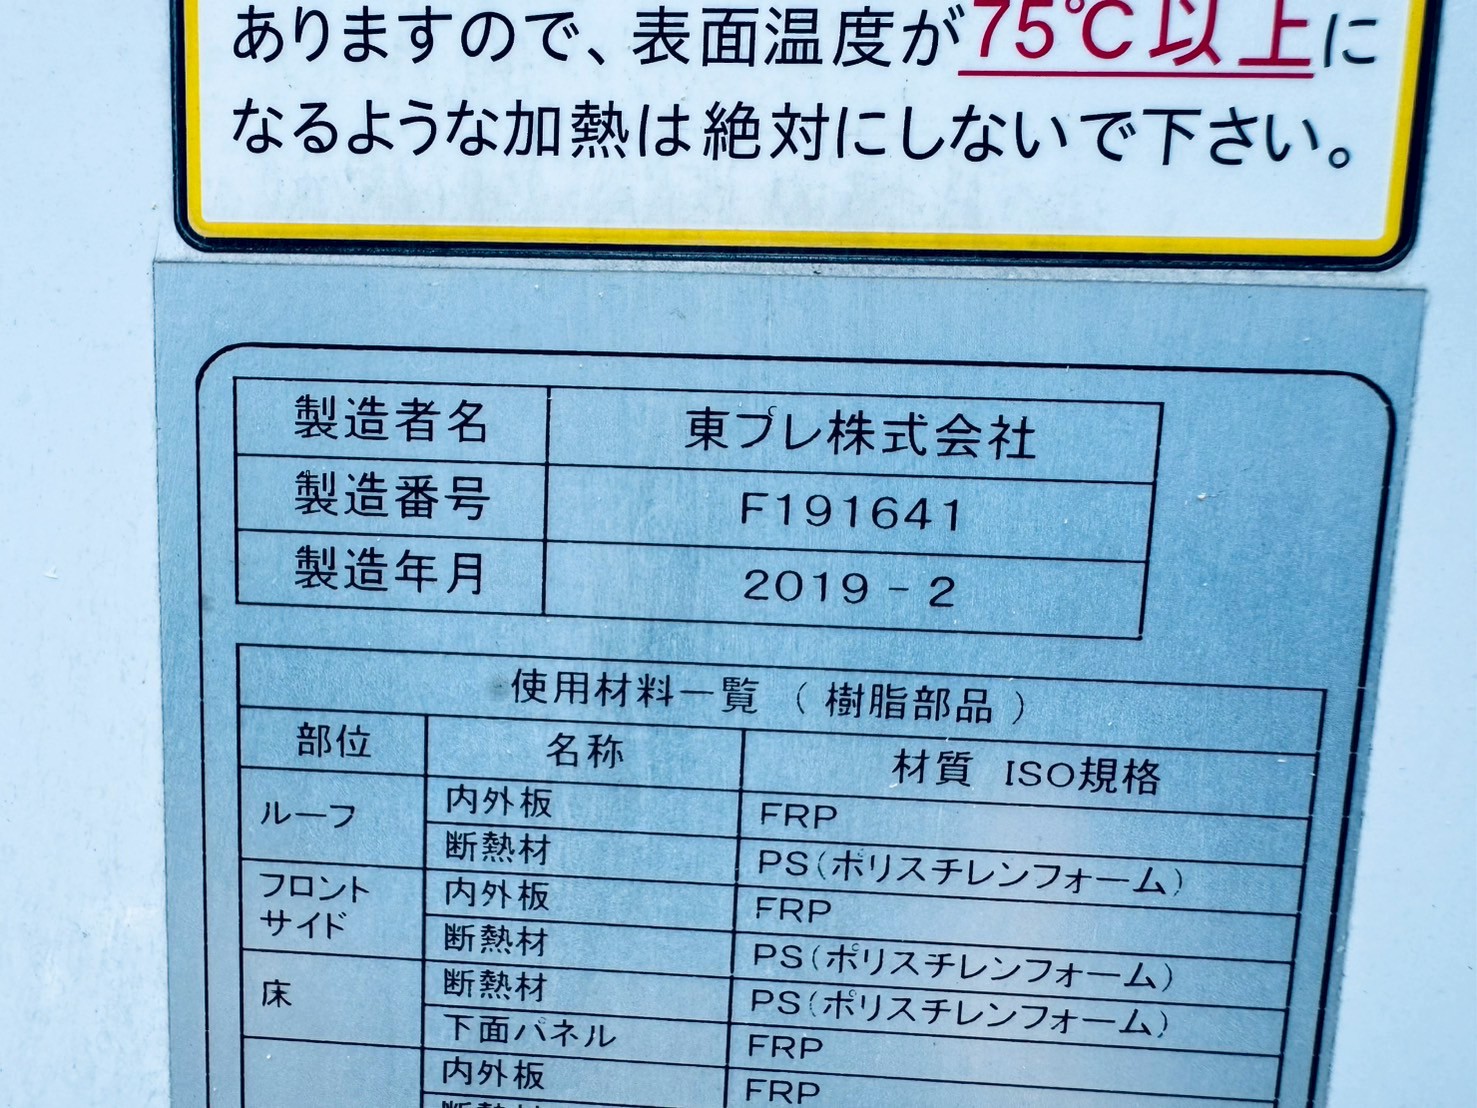 ありますので、表面温度が75℃以上に
なるような加熱は絶対にしないで下さい。
製造者名 東プレ株式会社
製造番号 F191641
製造年月 2019-2
使用材料一覧(樹脂部品)
部位 名称 材質 ISO規格
ルーフ 内外板 FRP
断熱材 PS(ポリスチレンフォーム)
フロント
サイド
内外板 FRP
断熱材 PS(ポリスチレンフォーム)
床 断熱材 PS(ポリスチレンフォーム)
下面パネル FRP
内外板 FRP